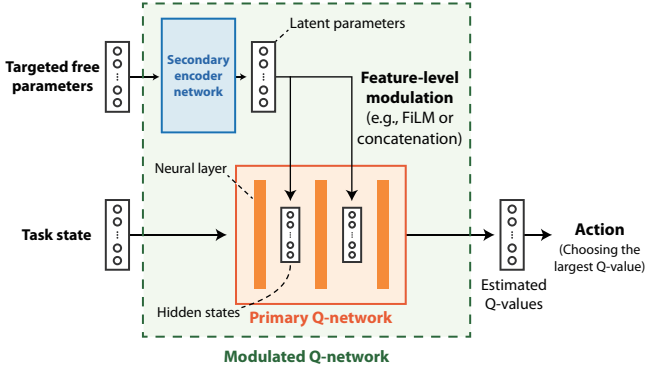 Latent parameters
Targeted free
parameters
Secondary
encoder
network
Feature-level
modulation
(e.g., FiLM or
concatenation)
Neural layer
Task state
Action
(Choosing the
largest Q-value)
Estimated
Q-values
Hidden states
Primary Q-network
Modulated Q-network